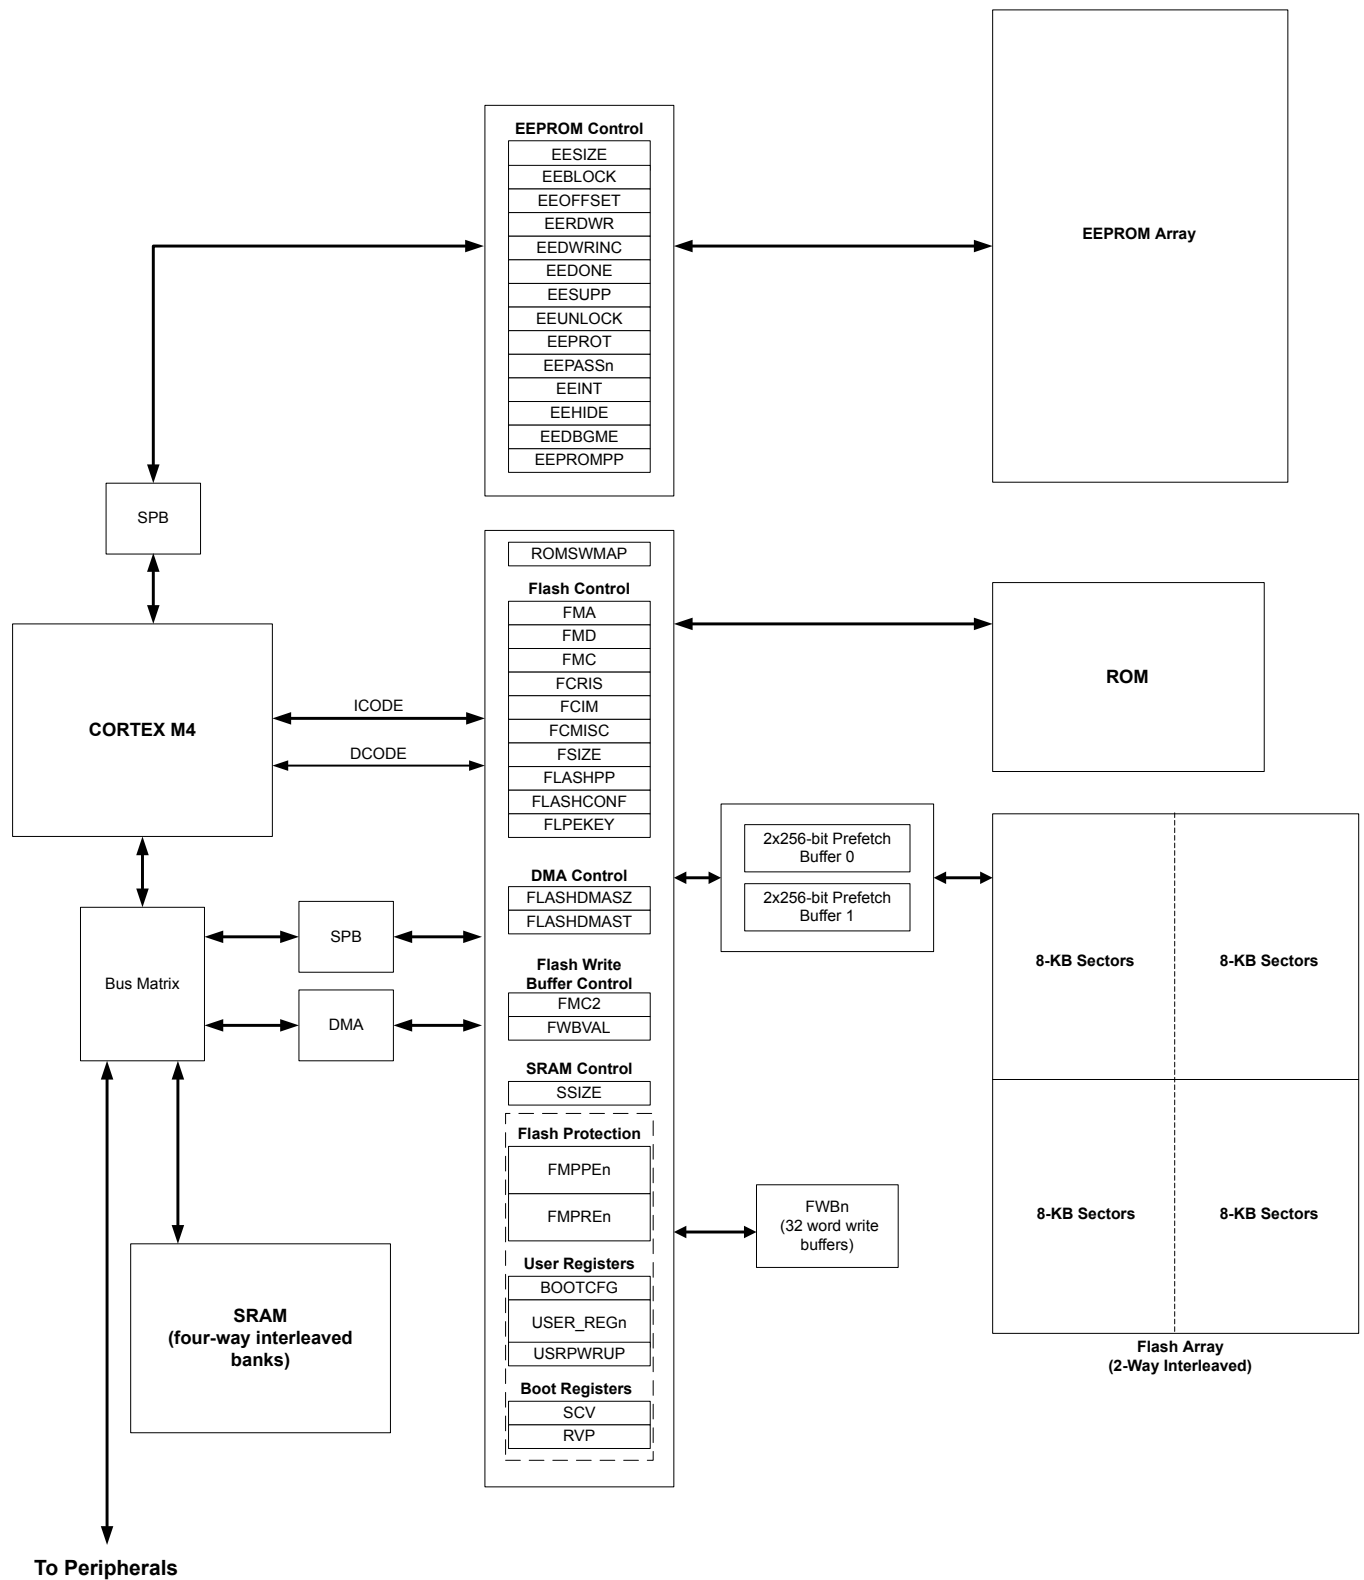 EEPROM Control
EESIZE
EEBLOCK
EEOFFSET
EERDWR
EEDWRINC
EEDONE
EESUPP
EEUNLOCK
EEPROT
EEPASSn
EEINT
EEHIDE
EEDBGME
EEPROMPP
EEPROM Array
SPB
CORTEX M4
ICODE
DCODE
ROMSWMAP
Flash Control
FMA
FMD
FMC
FCRIS
FCIM
FCMISC
FSIZE
FLASHPP
FLASHCONF
FLPEKEY
DMA Control
FLASHDMASZ
FLASHDMAST
Flash Write
Buffer Control
FMC2
FWBVAL
SRAM Control
SSIZE
Flash Protection
FMPPEn
FMPREn
User Registers
BOOTCFG
USER_REGn
USRPWRUP
Boot Registers
SCV
RVP
ROM
2x256-bit Prefetch
Buffer 0
2x256-bit Prefetch
Buffer 1
8-KB Sectors
8-KB Sectors
8-KB Sectors
8-KB Sectors
Flash Array
(2-Way Interleaved)
FWBn
(32 word write
buffers)
Bus Matrix
SPB
DMA
SRAM
(four-way interleaved
banks)
To Peripherals